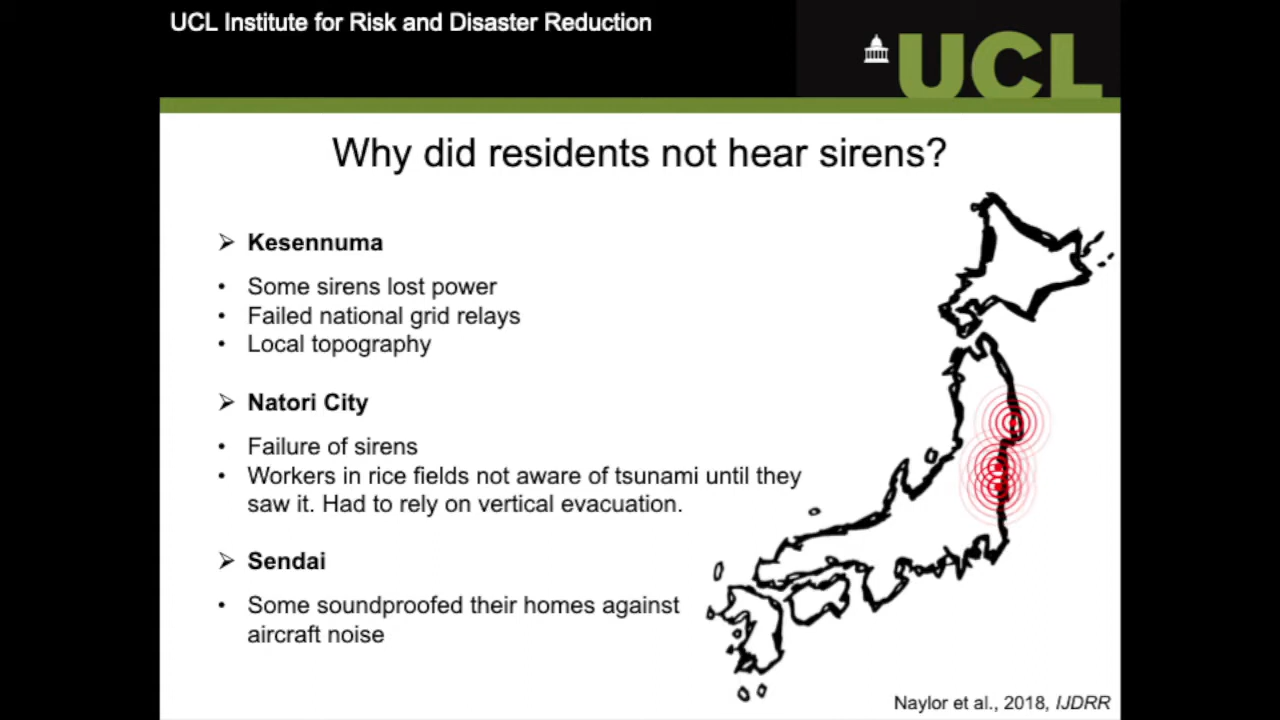 UCL Institute for Risk and Disaster Reduction
UCL
Why did residents not hear sirens?
➢ Kesennuma
• Some sirens lost power
• Failed national grid relays
• Local topography
➢ Natori City
• Failure of sirens
• Workers in rice fields not aware of tsunami until they
saw it. Had to rely on vertical evacuation.
➢ Sendai
• Some soundproofed their homes against
aircraft noise
Naylor et al., 2018, IJDRR